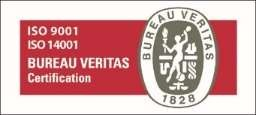 ISO 9001
ISO 14001
BUREAU VERITAS
Certification
BUREAU VERITAS
1828